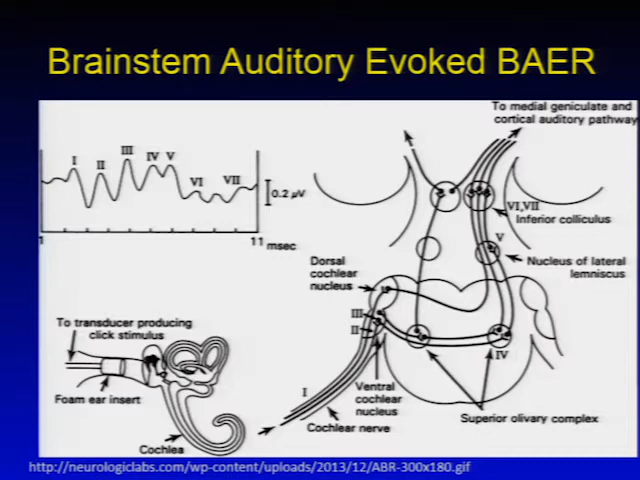 Brainstem Auditory Evoked BAER
To medial geniculate and
cortical auditory pathway
I
II
III
IV
V
VI
VII
0.2 μV
1
11 msec
VI,VII
Inferior colliculus
V
Nucleus of lateral
lemniscus
Dorsal
cochlear
nucleus
III
II
IV
To transducer producing
click stimulus
Foam ear insert
Cochlea
I
Ventral
cochlear
nucleus
Cochlear nerve
Superior olivary complex
http://neurologiclabs.com/wp-content/uploads/2013/12/ABR-300x180.gif